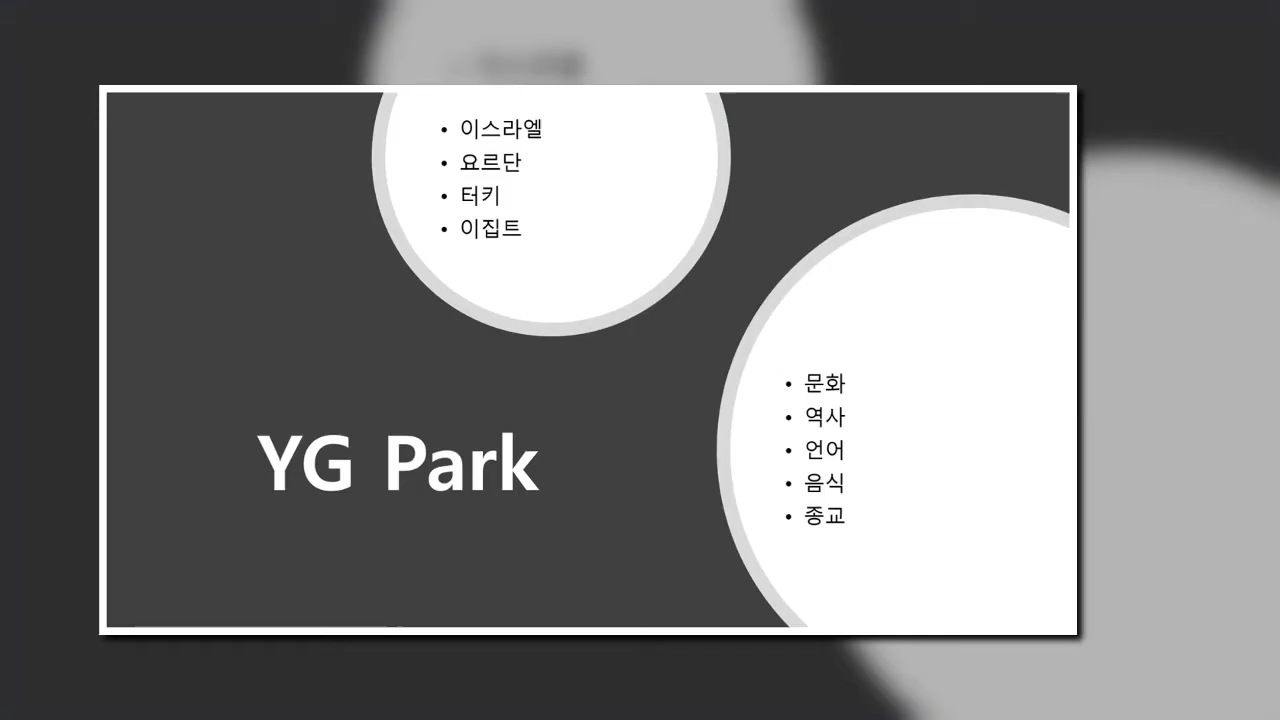 • 이스라엘
• 요르단
• 터키
• 이집트
• 문화
• 역사
• 언어
• 음식
• 종교
YG Park